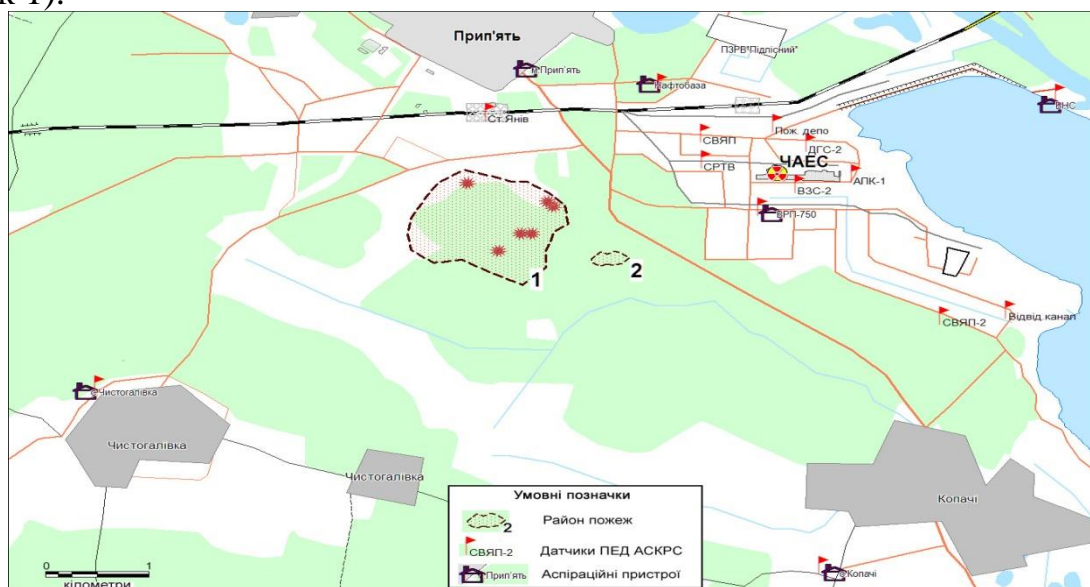 к 1).
Прип'ять
ПЗРВ"Підлісний"
м.Прип'ять
Нафтобаза
БНС
Ст.Янів
Пож. депо
СВЯП
ДГС-2
СРТВ
ЧАЕС
АПК-1
ВЗС-2
ВРП-750
1
2
СВЯП-2
Відвід.канал
с.Чистогалівка
Чистогалівка
Чистогалівка
Копачі
с.Копачі
Умовні позначки
2
Район пожеж
СВЯП-2
Датчики ПЕД АСКРС
Прип'ять
Аспіраційні пристрої
0
1
кілометри